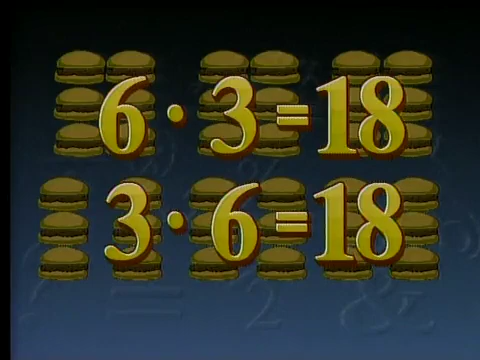 6 · 3 = 18
3 · 6 = 18